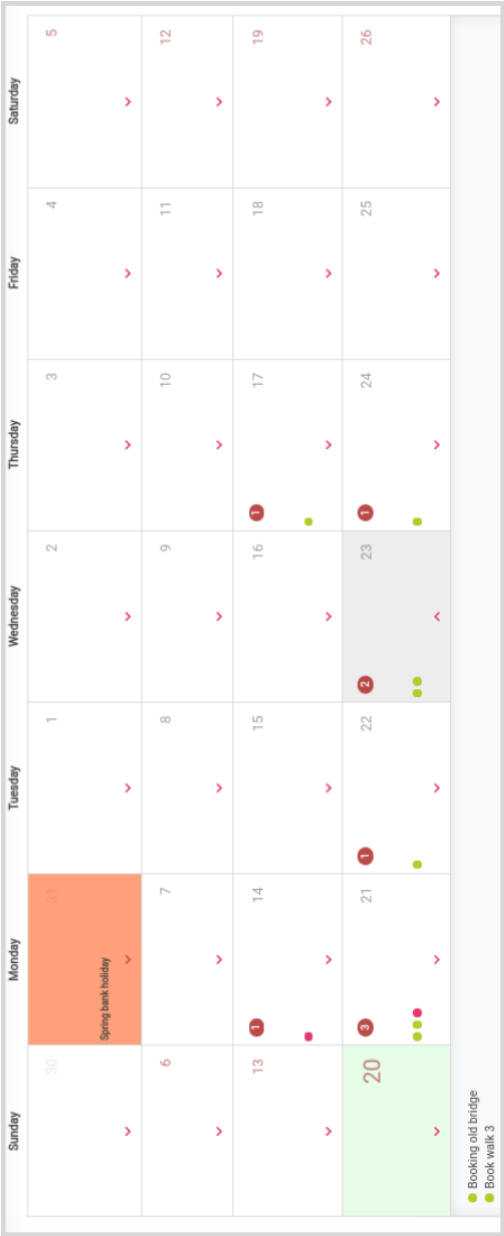 Sunday Monday Tuesday Wednesday Thursday Friday Saturday
30 31 1 2 3 4 5
Spring bank holiday
6 7 8 9 10 11 12
13 14 15 16 17 18 19
1 1
20 21 22 23 24 25 26
3 1 2 1
Booking old bridge
Book walk 3